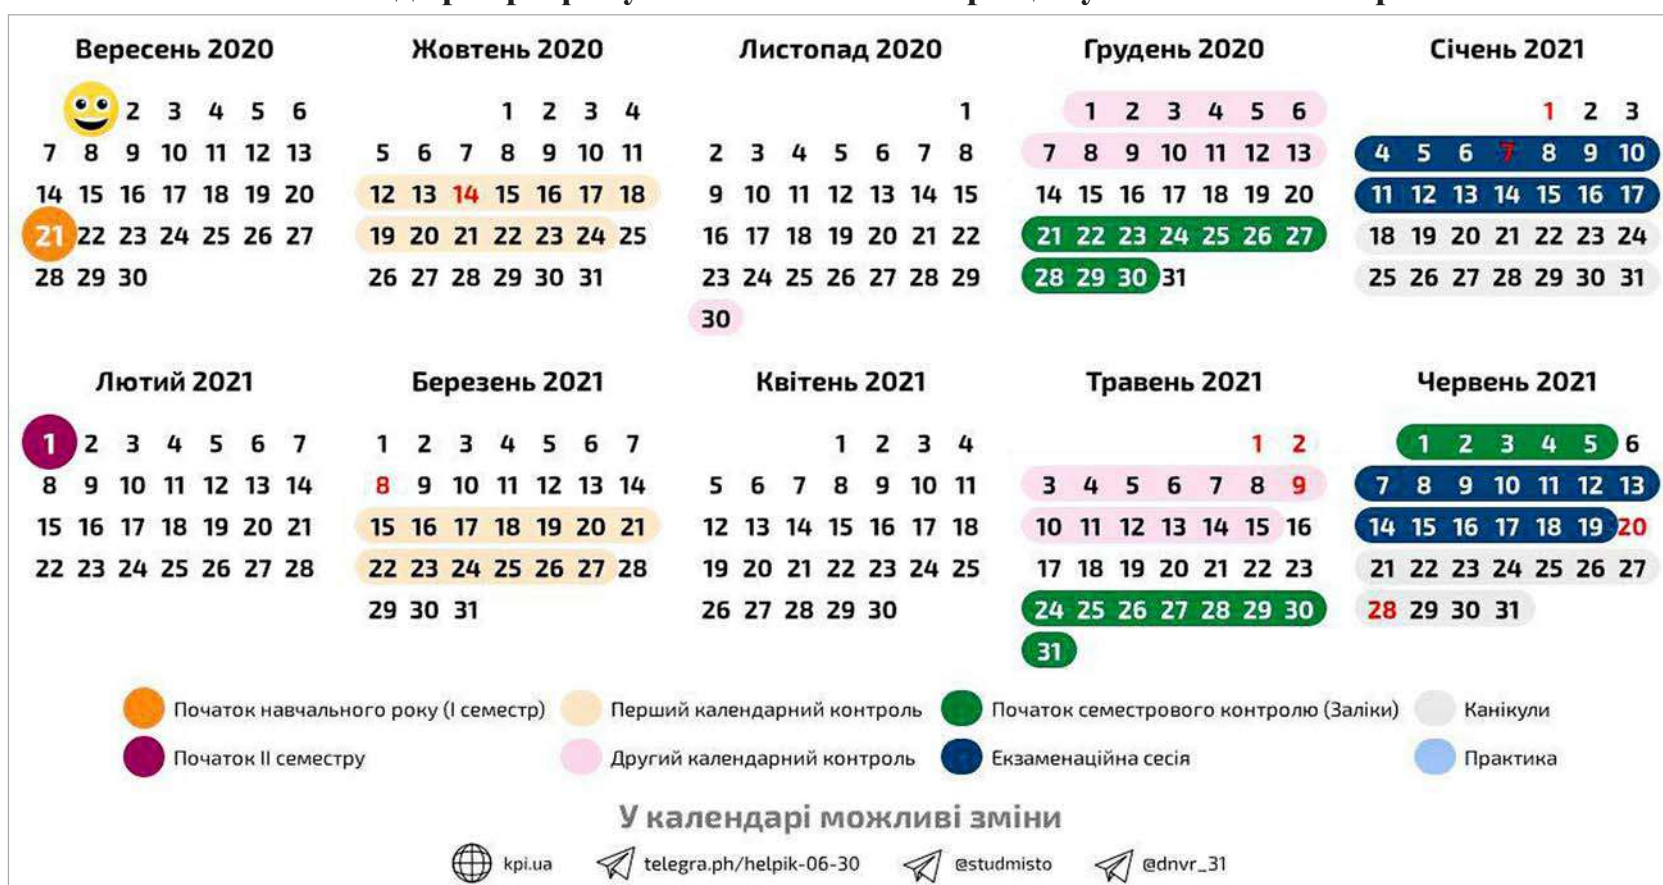 Вересень 2020 Жовтень 2020 Листопад 2020 Грудень 2020 Січень 2021
2 3 4 5 6 1 2 3 4 1 1 2 3 4 5 6 1 2 3
7 8 9 10 11 12 13 5 6 7 8 9 10 11 2 3 4 5 6 7 8 7 8 9 10 11 12 13 4 5 6 7 8 9 10
14 15 16 17 18 19 20 12 13 14 15 16 17 18 9 10 11 12 13 14 15 14 15 16 17 18 19 20 11 12 13 14 15 16 17
21 22 23 24 25 26 27 19 20 21 22 23 24 25 16 17 18 19 20 21 22 21 22 23 24 25 26 27 18 19 20 21 22 23 24
28 29 30 26 27 28 29 30 31 23 24 25 26 27 28 29 28 29 30 31 25 26 27 28 29 30 31
30
Лютий 2021 Березень 2021 Квітень 2021 Травень 2021 Червень 2021
1 2 3 4 5 6 7 1 2 3 4 5 6 7 1 2 3 4 1 2 1 2 3 4 5 6
8 9 10 11 12 13 14 8 9 10 11 12 13 14 5 6 7 8 9 10 11 3 4 5 6 7 8 9 7 8 9 10 11 12 13
15 16 17 18 19 20 21 15 16 17 18 19 20 21 12 13 14 15 16 17 18 10 11 12 13 14 15 16 14 15 16 17 18 19 20
22 23 24 25 26 27 28 22 23 24 25 26 27 28 19 20 21 22 23 24 25 17 18 19 20 21 22 23 21 22 23 24 25 26 27
29 30 31 26 27 28 29 30 24 25 26 27 28 29 30 28 29 30 31
31
Початок навчального року (І семестр) Перший календарний контроль Початок семестрового контролю (Заліки) Канікули
Початок ІІ семестру Другий календарний контроль Екзаменаційна сесія Практика
У календарі можливі зміни
kpi.ua telegra.ph/helpik-06-30 @studmisto @dnvr_31